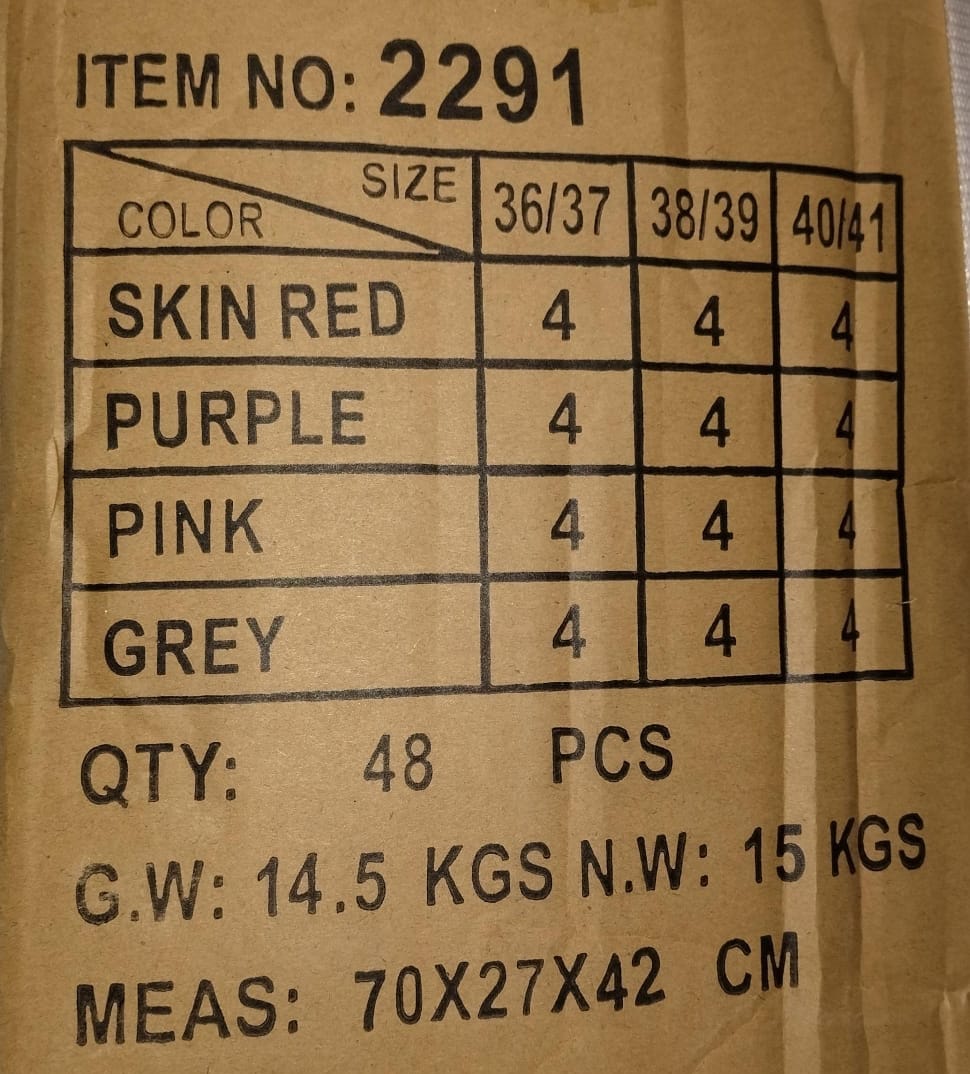 ITEM NO: 2291
SIZE
COLOR 36/37 38/39 40/41
SKIN RED 4 4 4
PURPLE 4 4 4
PINK 4 4 4
GREY 4 4 4
QTY: 48 PCS
G.W: 14.5 KGS N.W: 15 KGS
MEAS: 70X27X42 CM